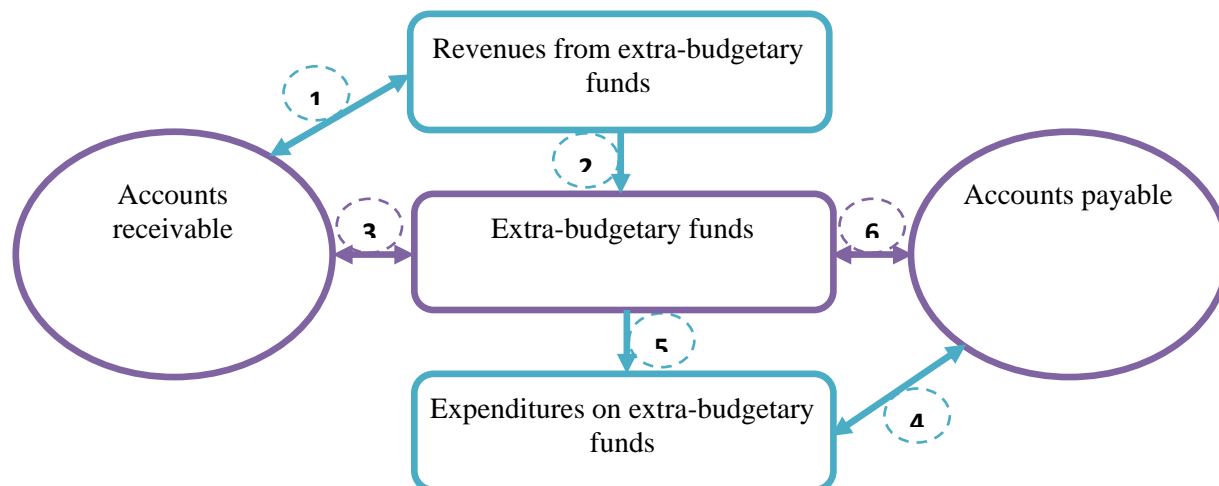 Revenues from extra-budgetary
funds
1
2
Accounts
receivable
3
Extra-budgetary funds
6
Accounts payable
5
Expenditures on extra-budgetary
funds
4